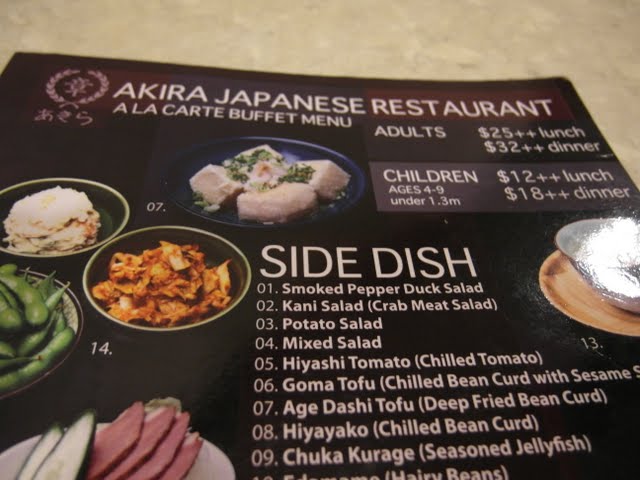 あきら
AKIRA JAPANESE RESTAURANT
A LA CARTE BUFFET MENU
ADULTS $25++ lunch
$32++ dinner
CHILDREN $12++ lunch
AGES 4-9 $18++ dinner
under 1.3m
07.
14.
13.
SIDE DISH
01. Smoked Pepper Duck Salad
02. Kani Salad (Crab Meat Salad)
03. Potato Salad
04. Mixed Salad
05. Hiyashi Tomato (Chilled Tomato)
06. Goma Tofu (Chilled Bean Curd with Sesame
07. Age Dashi Tofu (Deep Fried Bean Curd)
08. Hiyayako (Chilled Bean Curd)
09. Chuka Kurage (Seasoned Jellyfish)
10. Edamame (Hairy Beans)